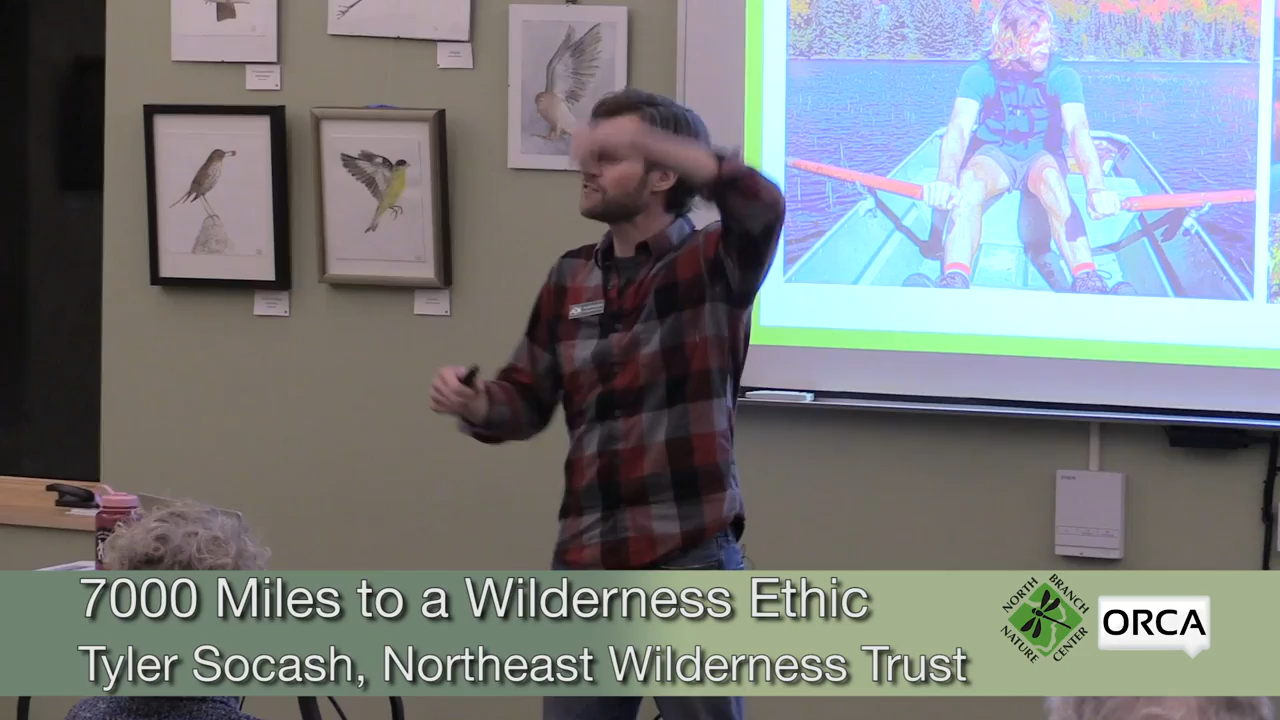 7000 Miles to a Wilderness Ethic
Tyler Socash, Northeast Wilderness Trust
NORTH BRANCH
NATURE CENTER
ORCA